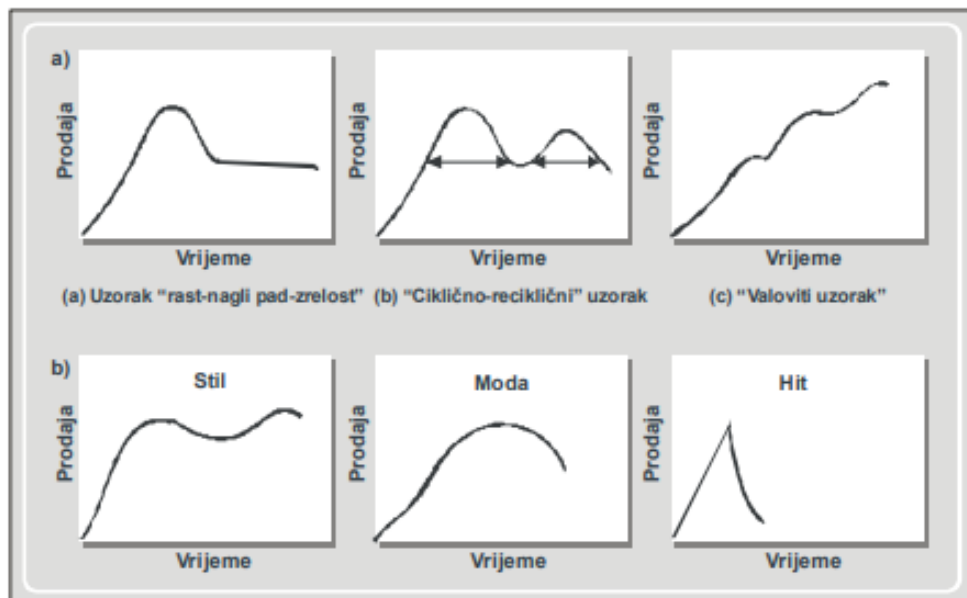 a)
Prodaja
Vrijeme
Prodaja
Vrijeme
Prodaja
Vrijeme
(a) Uzorak “rast-nagli pad-zrelost”
(b) “Ciklično-reciklični” uzorak
(c) “Valoviti uzorak”
b)
Stil
Prodaja
Vrijeme
Moda
Prodaja
Vrijeme
Hit
Prodaja
Vrijeme